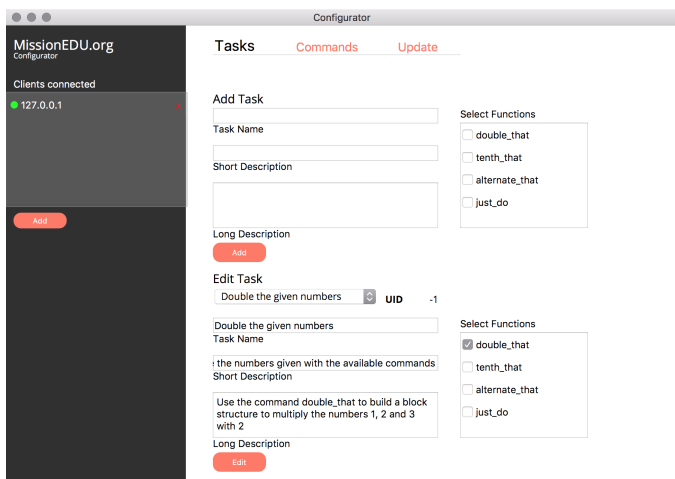 Configurator
MissionEDU.org
Configurator
Clients connected
127.0.0.1
x
Add
Tasks Commands Update
Add Task
Task Name
Short Description
Long Description
Add
Select Functions
double_that
tenth_that
alternate_that
just_do
Edit Task
Double the given numbers UID -1
Double the given numbers
Task Name
the numbers given with the available commands
Short Description
Use the command double_that to build a block
structure to multiply the numbers 1, 2 and 3
with 2
Long Description
Edit
Select Functions
double_that
tenth_that
alternate_that
just_do